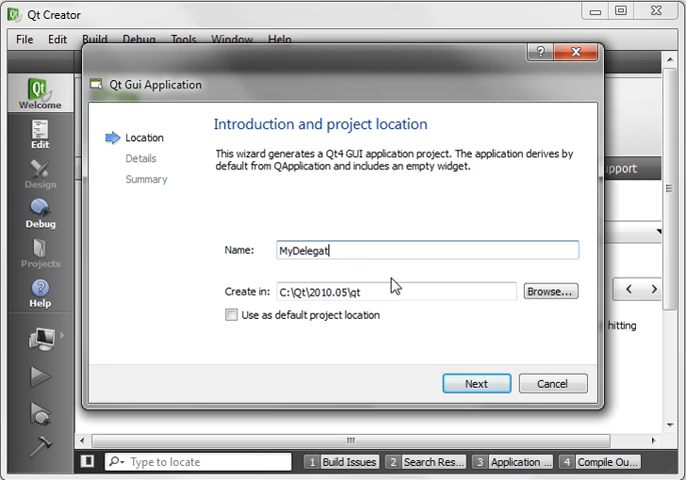 Qt Creator
File Edit Build Debug Tools Window Help
Qt Gui Application
Welcome
Edit
Design
Debug
Projects
Help
Location
Details
Summary
Introduction and project location
This wizard generates a Qt4 GUI application project. The application derives by
default from QApplication and includes an empty widget.
Name: MyDelegat
Create in: C:\Qt\2010.05\qt Browse...
Use as default project location
Next Cancel
upport
hitting
Type to locate 1 Build Issues 2 Search Res... 3 Application ... 4 Compile Ou...